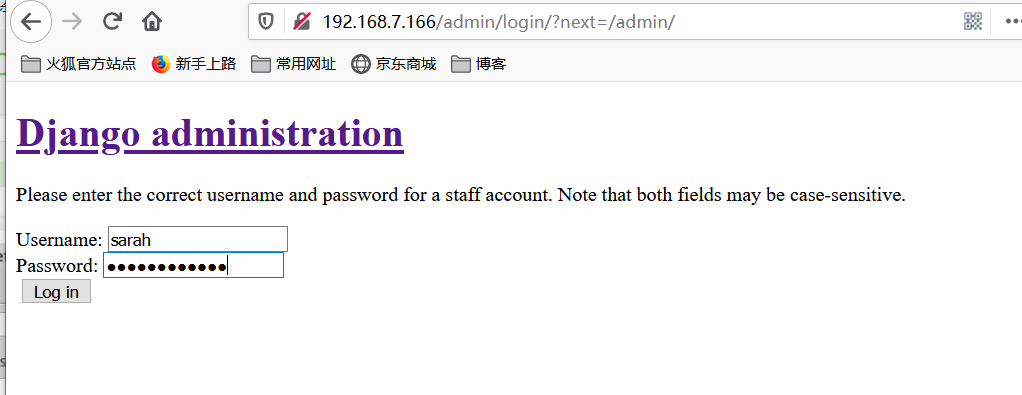 192.168.7.166/admin/login/?next=/admin/
火狐官方站点 新手上路 常用网址 京东商城 博客
Django administration
Please enter the correct username and password for a staff account. Note that both fields may be case-sensitive.
Username: sarah
Password: ●●●●●●●●●●●●
Log in